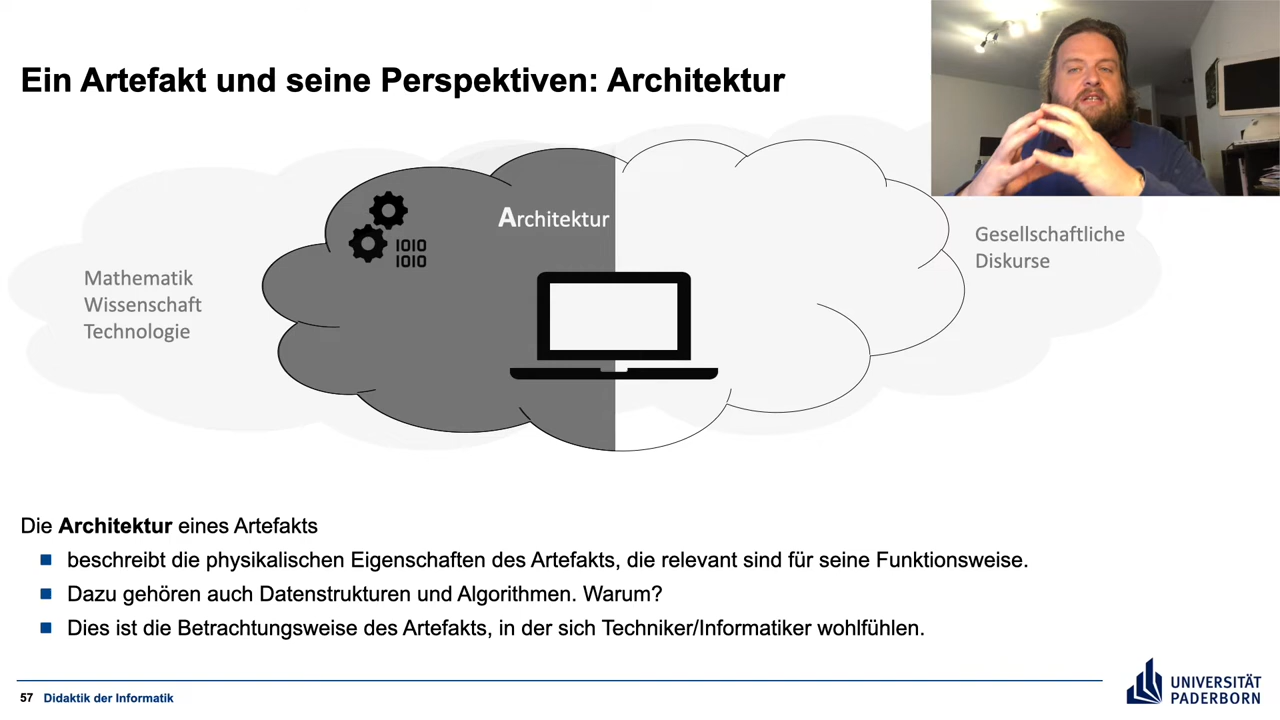 Ein Artefakt und seine Perspektiven: Architektur
Architektur
1010
1010
Mathematik
Wissenschaft
Technologie
Gesellschaftliche
Diskurse
Die Architektur eines Artefakts
beschreibt die physikalischen Eigenschaften des Artefakts, die relevant sind für seine Funktionsweise.
Dazu gehören auch Datenstrukturen und Algorithmen. Warum?
Dies ist die Betrachtungsweise des Artefakts, in der sich Techniker/Informatiker wohlfühlen.
57 Didaktik der Informatik
UNIVERSITÄT
PADERBORN